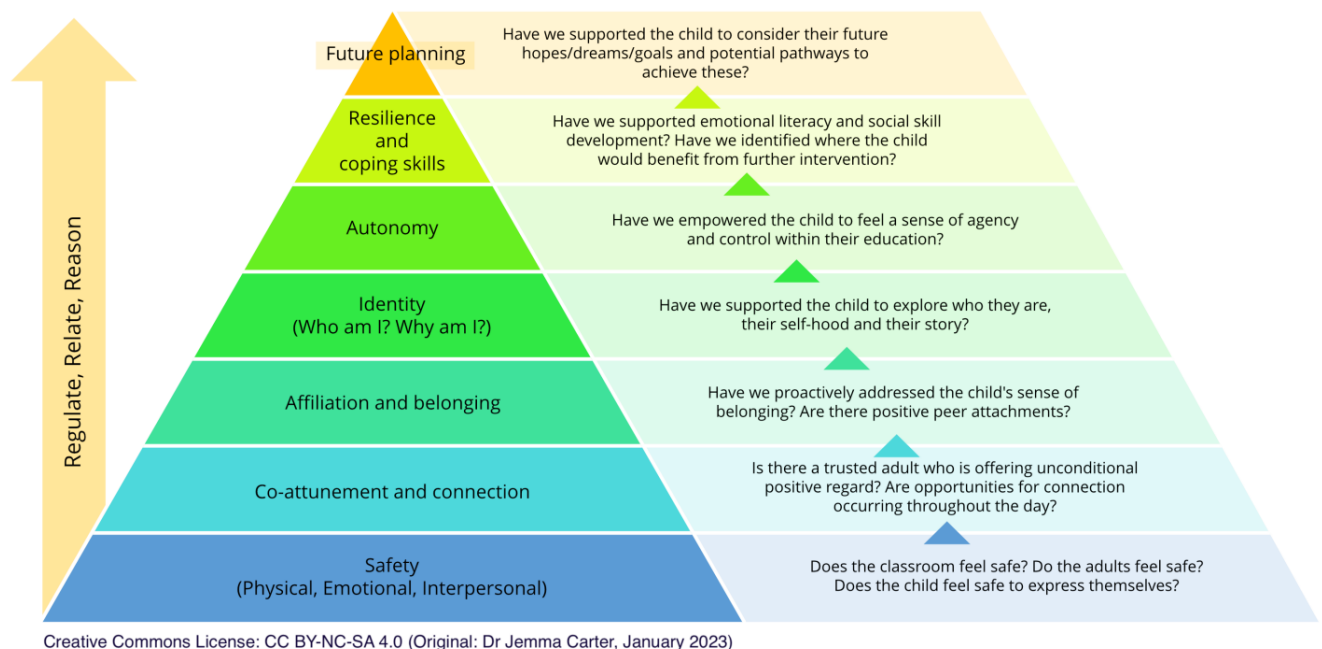 Future planning
Have we supported the child to consider their future
hopes/dreams/goals and potential pathways to
achieve these?
Resilience
and
coping skills
Have we supported emotional literacy and social skill
development? Have we identified where the child
would benefit from further intervention?
Autonomy
Have we empowered the child to feel a sense of agency
and control within their education?
Identity
(Who am I? Why am I?)
Have we supported the child to explore who they are,
their self-hood and their story?
Affiliation and belonging
Have we proactively addressed the child's sense of
belonging? Are there positive peer attachments?
Co-attunement and connection
Is there a trusted adult who is offering unconditional
positive regard? Are opportunities for connection
occurring throughout the day?
Safety
(Physical, Emotional, Interpersonal)
Does the classroom feel safe? Do the adults feel safe?
Does the child feel safe to express themselves?
Regulate, Relate, Reason
Creative Commons License: CC BY-NC-SA 4.0 (Original: Dr Jemma Carter, January 2023)